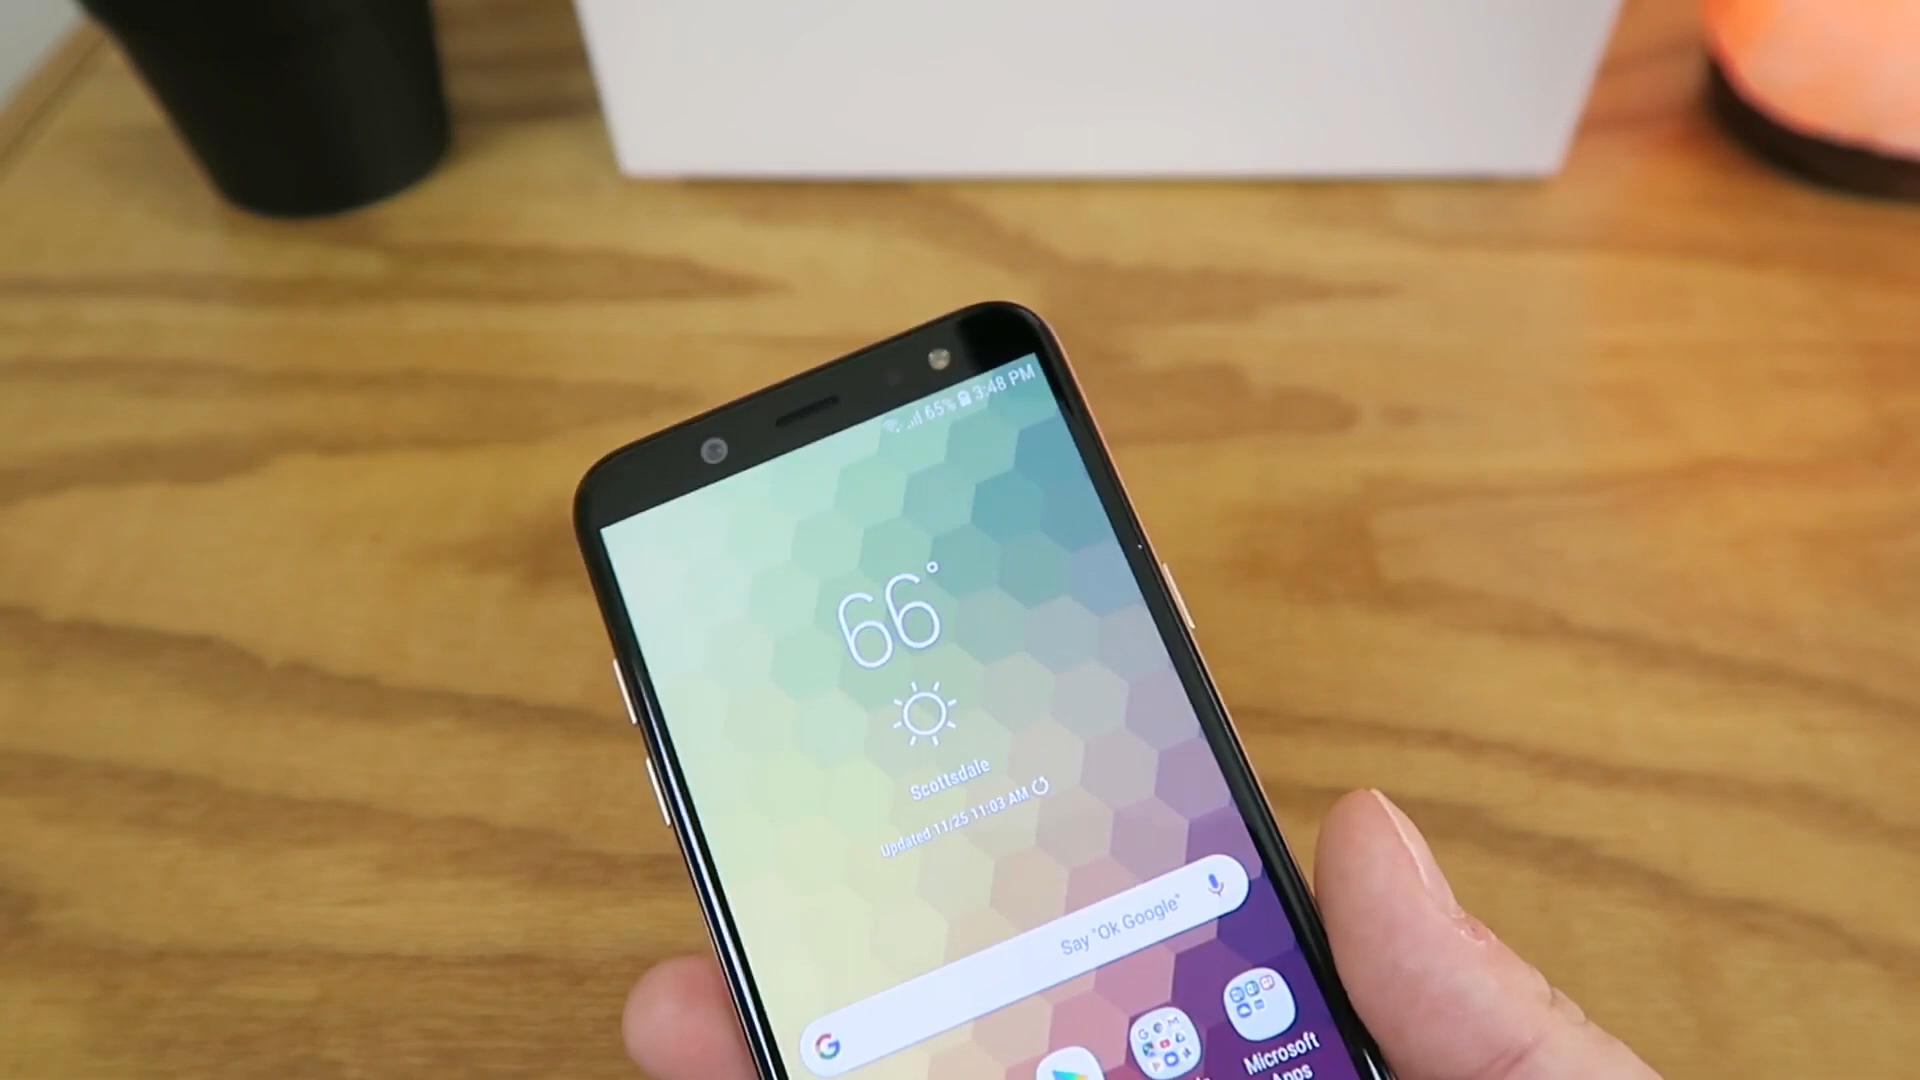 65% 3:48 PM
66°
Scottsdale
Updated 11/25 11:03 AM
Say "Ok Google"
Microsoft
Apps